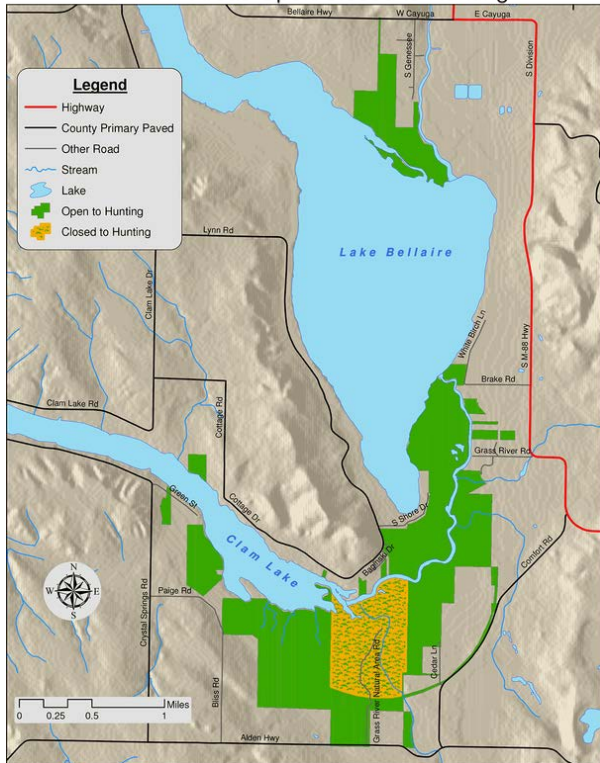 Bellaire Hwy
W Cayuga
E Cayuga
S Genessee
S Division
Legend
Highway
County Primary Paved
Other Road
Stream
Lake
Open to Hunting
Closed to Hunting
Lynn Rd
Lake Bellaire
Clam Lake Dr
White Birch Ln
S M-88 Hwy
Brake Rd
Clam Lake Rd
Cottage Rd
Grass River Rd
Green St
Cottage Dr
S Shore Dr
Clam Lake
Comfort Rd
N
W E
S
Paige Rd
Crystal Springs Rd
Bliss Rd
Grass River Natural Area Rd
Cedar Ln
Miles
0 0.25 0.5 1
Alden Hwy